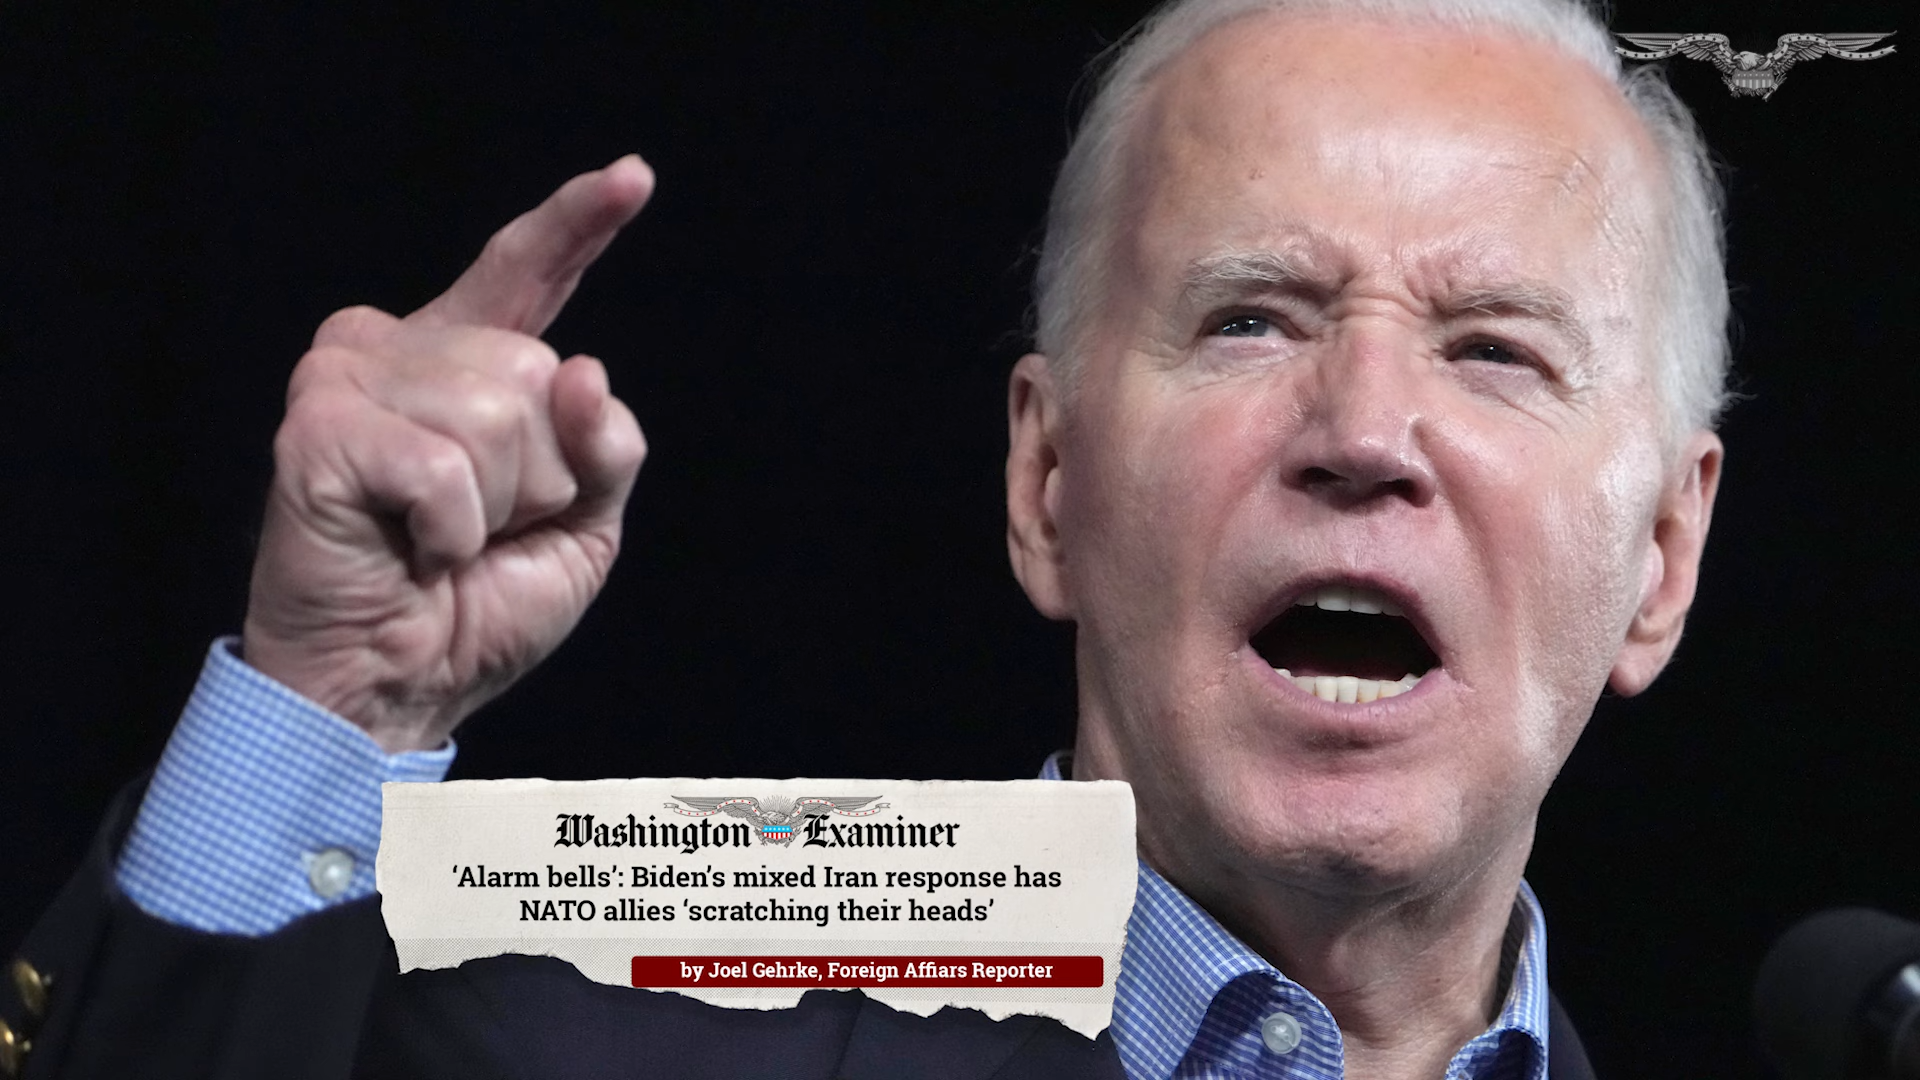 Washington Examiner
‘Alarm bells’: Biden’s mixed Iran response has
NATO allies ‘scratching their heads’
by Joel Gehrke, Foreign Affiars Reporter